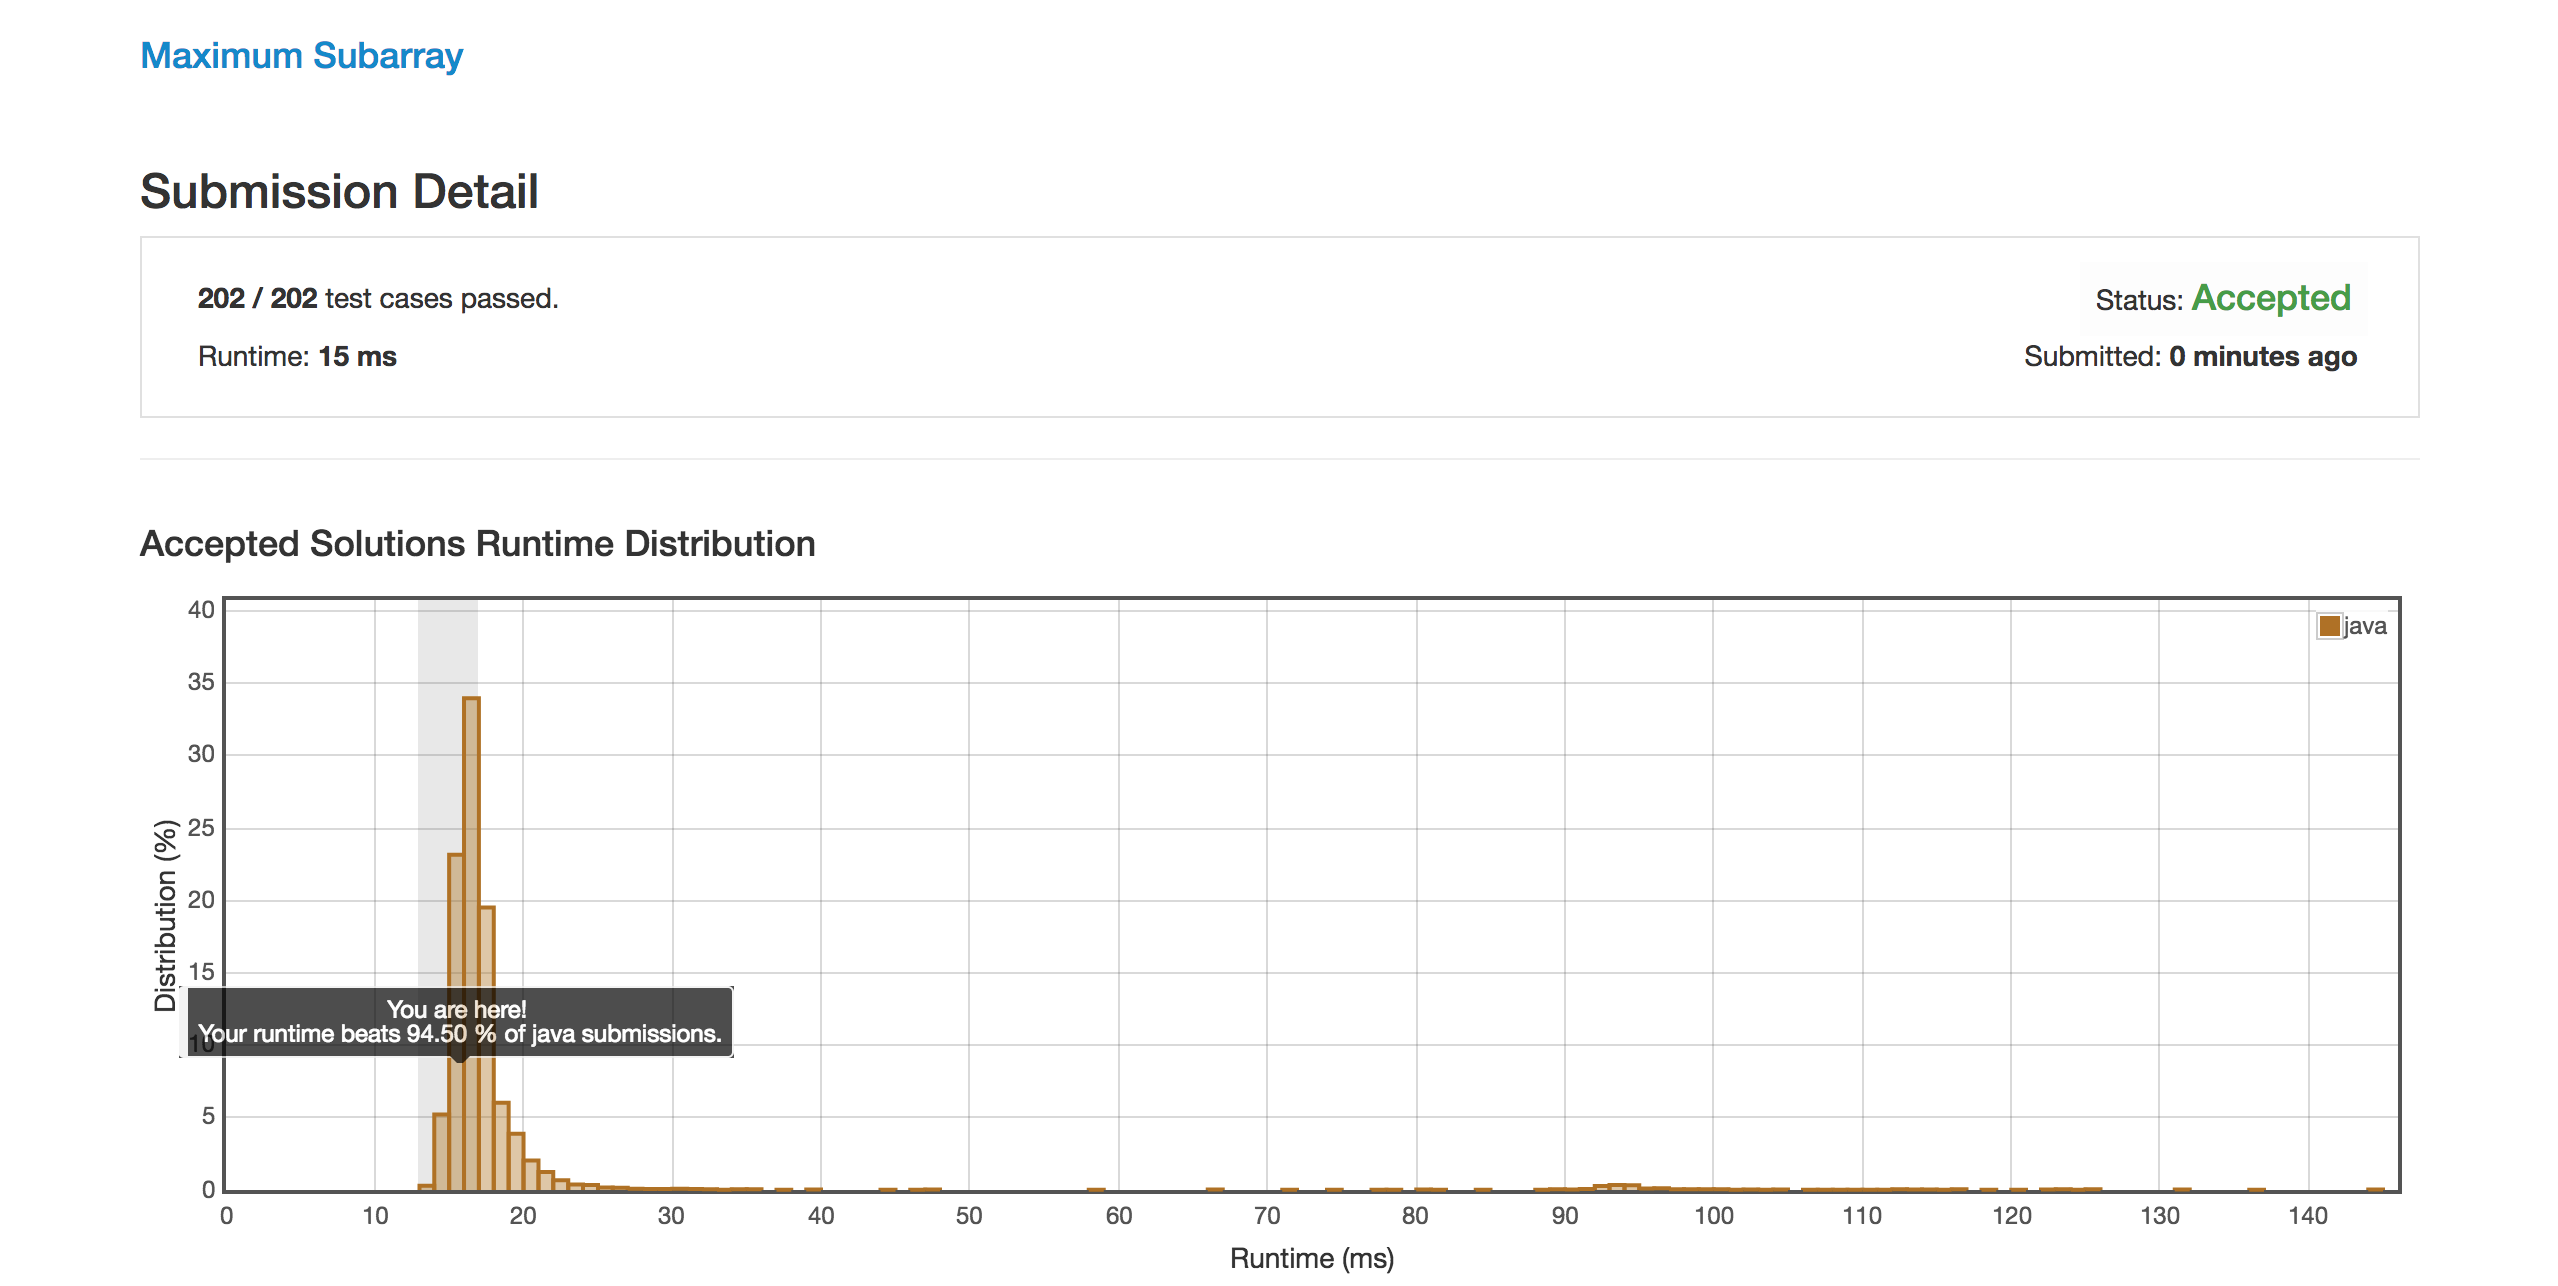 Maximum Subarray
Submission Detail
202 / 202 test cases passed.
Status: Accepted
Runtime: 15 ms
Submitted: 0 minutes ago
Accepted Solutions Runtime Distribution
40
35
30
25
20
15
10
5
0
Distribution (%)
java
You are here!
Your runtime beats 94.50 % of java submissions.
0 10 20 30 40 50 60 70 80 90 100 110 120 130 140
Runtime (ms)